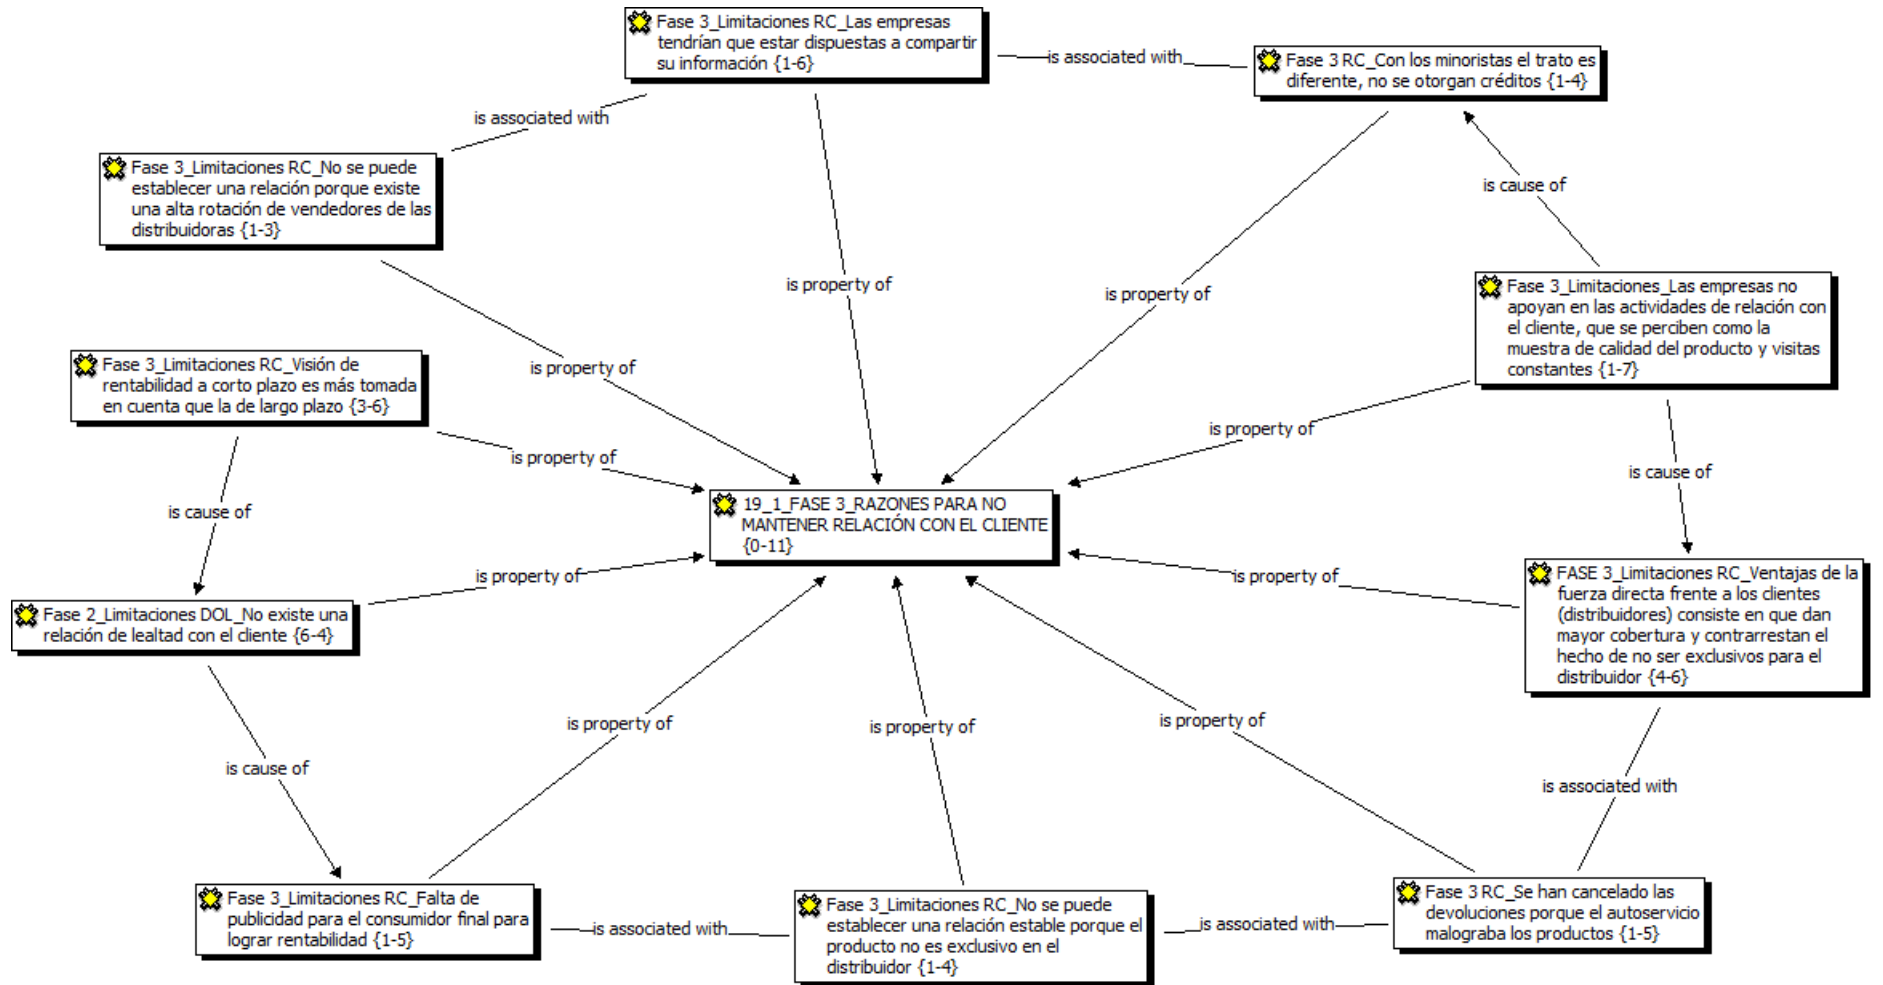 Fase 3_Limitaciones RC_Las empresas
tendrían que estar dispuestas a compartir
su información {1-6}
is associated with
Fase 3 RC_Con los minoristas el trato es
diferente, no se otorgan créditos {1-4}
is associated with
Fase 3_Limitaciones RC_No se puede
establecer una relación porque existe
una alta rotación de vendedores de las
distribuidoras {1-3}
is cause of
is property of
is property of
Fase 3_Limitaciones_Las empresas no
apoyan en las actividades de relación con
el cliente, que se perciben como la
muestra de calidad del producto y visitas
constantes {1-7}
is property of
Fase 3_Limitaciones RC_Visión de
rentabilidad a corto plazo es más tomada
en cuenta que la de largo plazo {3-6}
is property of
is property of
is cause of
is cause of
19_1_FASE 3_RAZONES PARA NO
MANTENER RELACIÓN CON EL CLIENTE
{0-11}
is property of
is property of
FASE 3_Limitaciones RC_Ventajas de la
fuerza directa frente a los clientes
(distribuidores) consiste en que dan
mayor cobertura y contrarrestan el
hecho de no ser exclusivos para el
distribuidor {4-6}
Fase 2_Limitaciones DOL_No existe una
relación de lealtad con el cliente {6-4}
is property of
is property of
is property of
is cause of
is associated with
Fase 3_Limitaciones RC_Falta de
publicidad para el consumidor final para
lograr rentabilidad {1-5}
is associated with
Fase 3_Limitaciones RC_No se puede
establecer una relación estable porque el
producto no es exclusivo en el
distribuidor {1-4}
is associated with
Fase 3 RC_Se han cancelado las
devoluciones porque el autoservicio
malograba los productos {1-5}